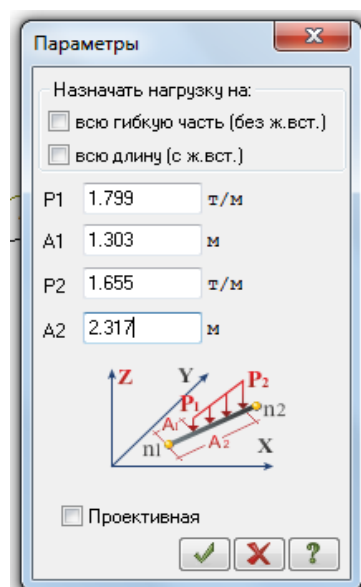 Параметры
Назначать нагрузку на:
всю гибкую часть (без ж.вст.)
всю длину (с ж.вст.)
P1 1.799 т/м
A1 1.303 м
P2 1.655 т/м
A2 2.317 м
Z Y P2
P1
A1 n2
n1 A2 X
Проективная
?